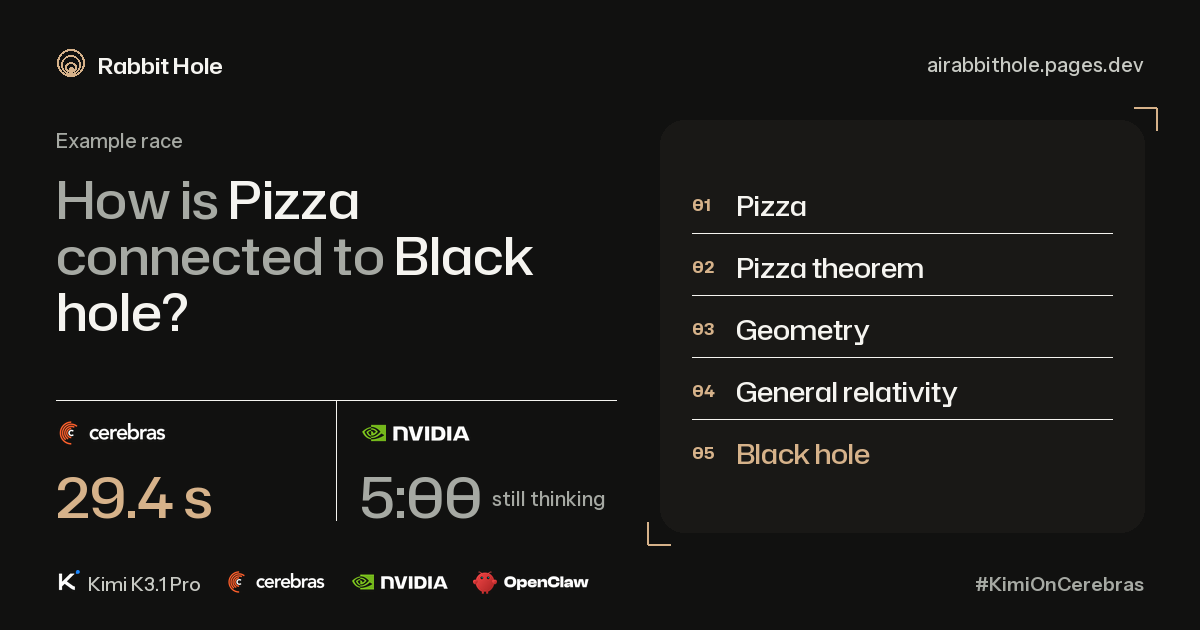 Rabbit Hole
airabbithole.pages.dev
Example race
How is Pizza
connected to Black
hole?
cerebras
29.4 s
NVIDIA
5:00 still thinking
01 Pizza
02 Pizza theorem
03 Geometry
04 General relativity
05 Black hole
Kimi K3.1 Pro
cerebras
NVIDIA
OpenClaw
#KimiOnCerebras